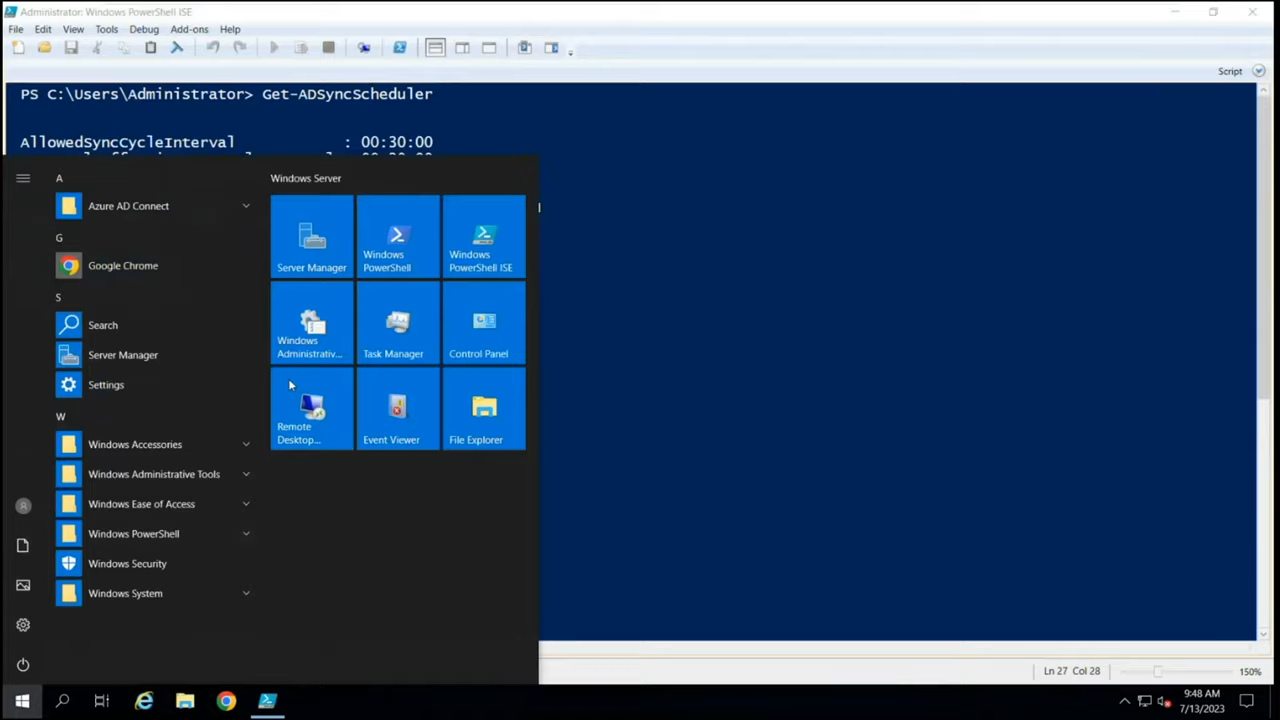 Administrator: Windows PowerShell ISE
File Edit View Tools Debug Add-ons Help
Script
PS C:\Users\Administrator> Get-ADSyncScheduler
AllowedSyncCycleInterval : 00:30:00
A
Azure AD Connect
G
Google Chrome
S
Search
Server Manager
Settings
W
Windows Accessories
Windows Administrative Tools
Windows Ease of Access
Windows PowerShell
Windows Security
Windows System
Windows Server
Server Manager
Windows
PowerShell
Windows
PowerShell ISE
Windows
Administrativ...
Task Manager
Control Panel
Remote
Desktop...
Event Viewer
File Explorer
Ln 27 Col 28
150%
9:48 AM
7/13/2023